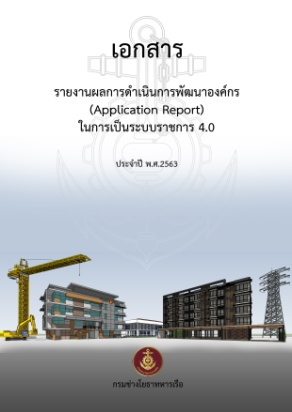 เอกสาร
รายงานผลการดำเนินการพัฒนาองค์กร
(Application Report)
ในการเป็นระบบราชการ 4.0
ประจำปี พ.ศ.2563
กรมช่างโยธาทหารเรือ